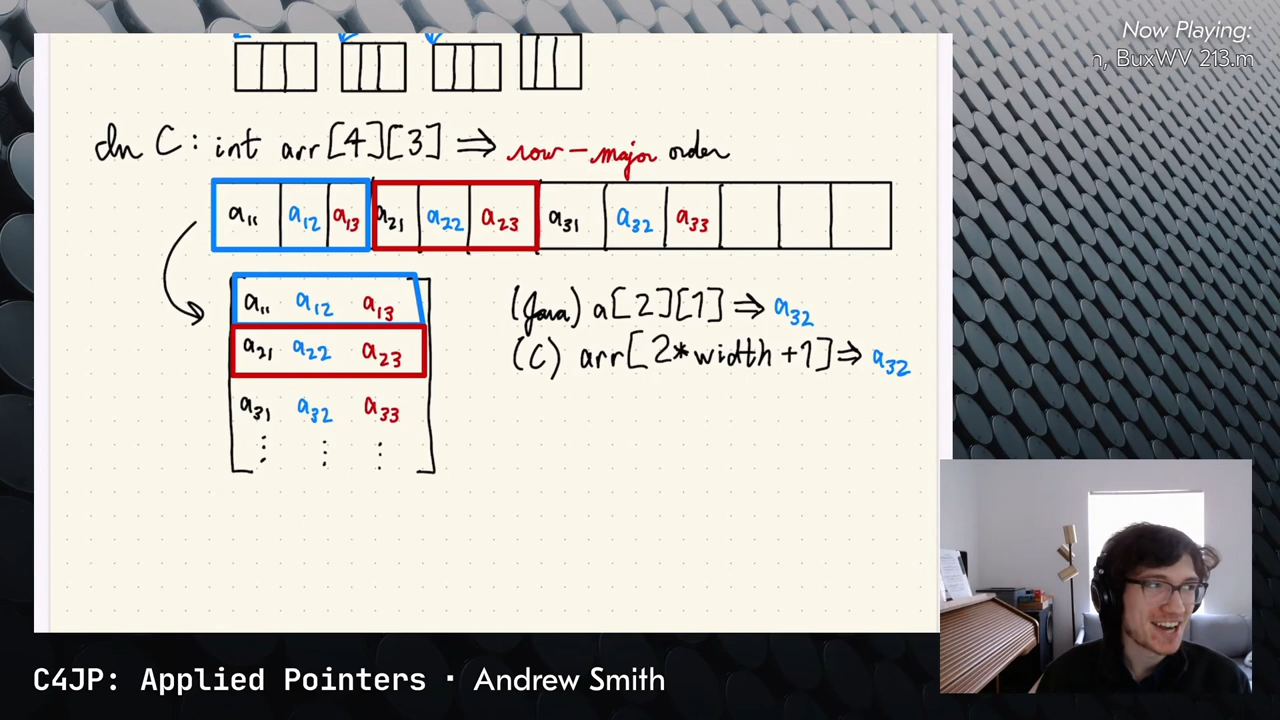 Now Playing:
n, BuxWV 213.m
In C: int arr[4][3] ⇒ row-major order
a11 a12 a13 a21 a22 a23 a31 a32 a33
a11 a12 a13
a21 a22 a23
a31 a32 a33
⋮ ⋮ ⋮
(Java) a[2][1] ⇒ a32
(C) arr[2*width+1] ⇒ a32
C4JP: Applied Pointers · Andrew Smith